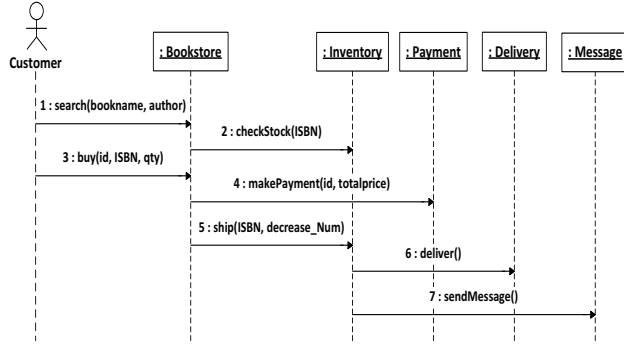 Customer
: Bookstore
: Inventory
: Payment
: Delivery
: Message
1 : search(bookname, author)
2 : checkStock(ISBN)
3 : buy(id, ISBN, qty)
4 : makePayment(id, totalprice)
5 : ship(ISBN, decrease_Num)
6 : deliver()
7 : sendMessage()